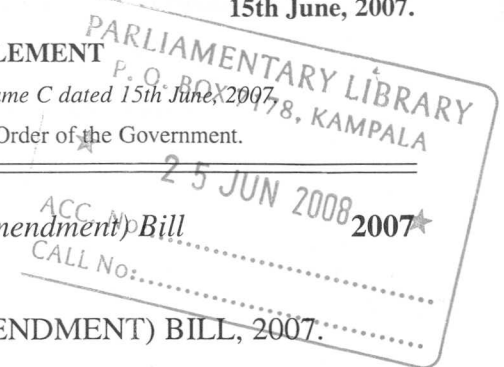 15th June, 2007.
LEMENT
me C dated 15th June, 2007.
Order of the Government.
mendment) Bill 2007
ENDMENT) BILL, 2007.
PARLIAMENTARY LIBRARY
P. O. BOX 7178, KAMPALA
★ 25 JUN 2008 ★
ACC. No.
CALL No: